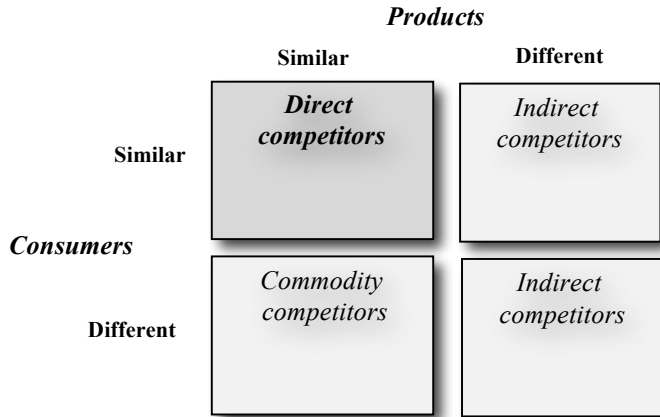 Products
Similar
Different
Direct
competitors
Indirect
competitors
Similar
Consumers
Commodity
competitors
Indirect
competitors
Different